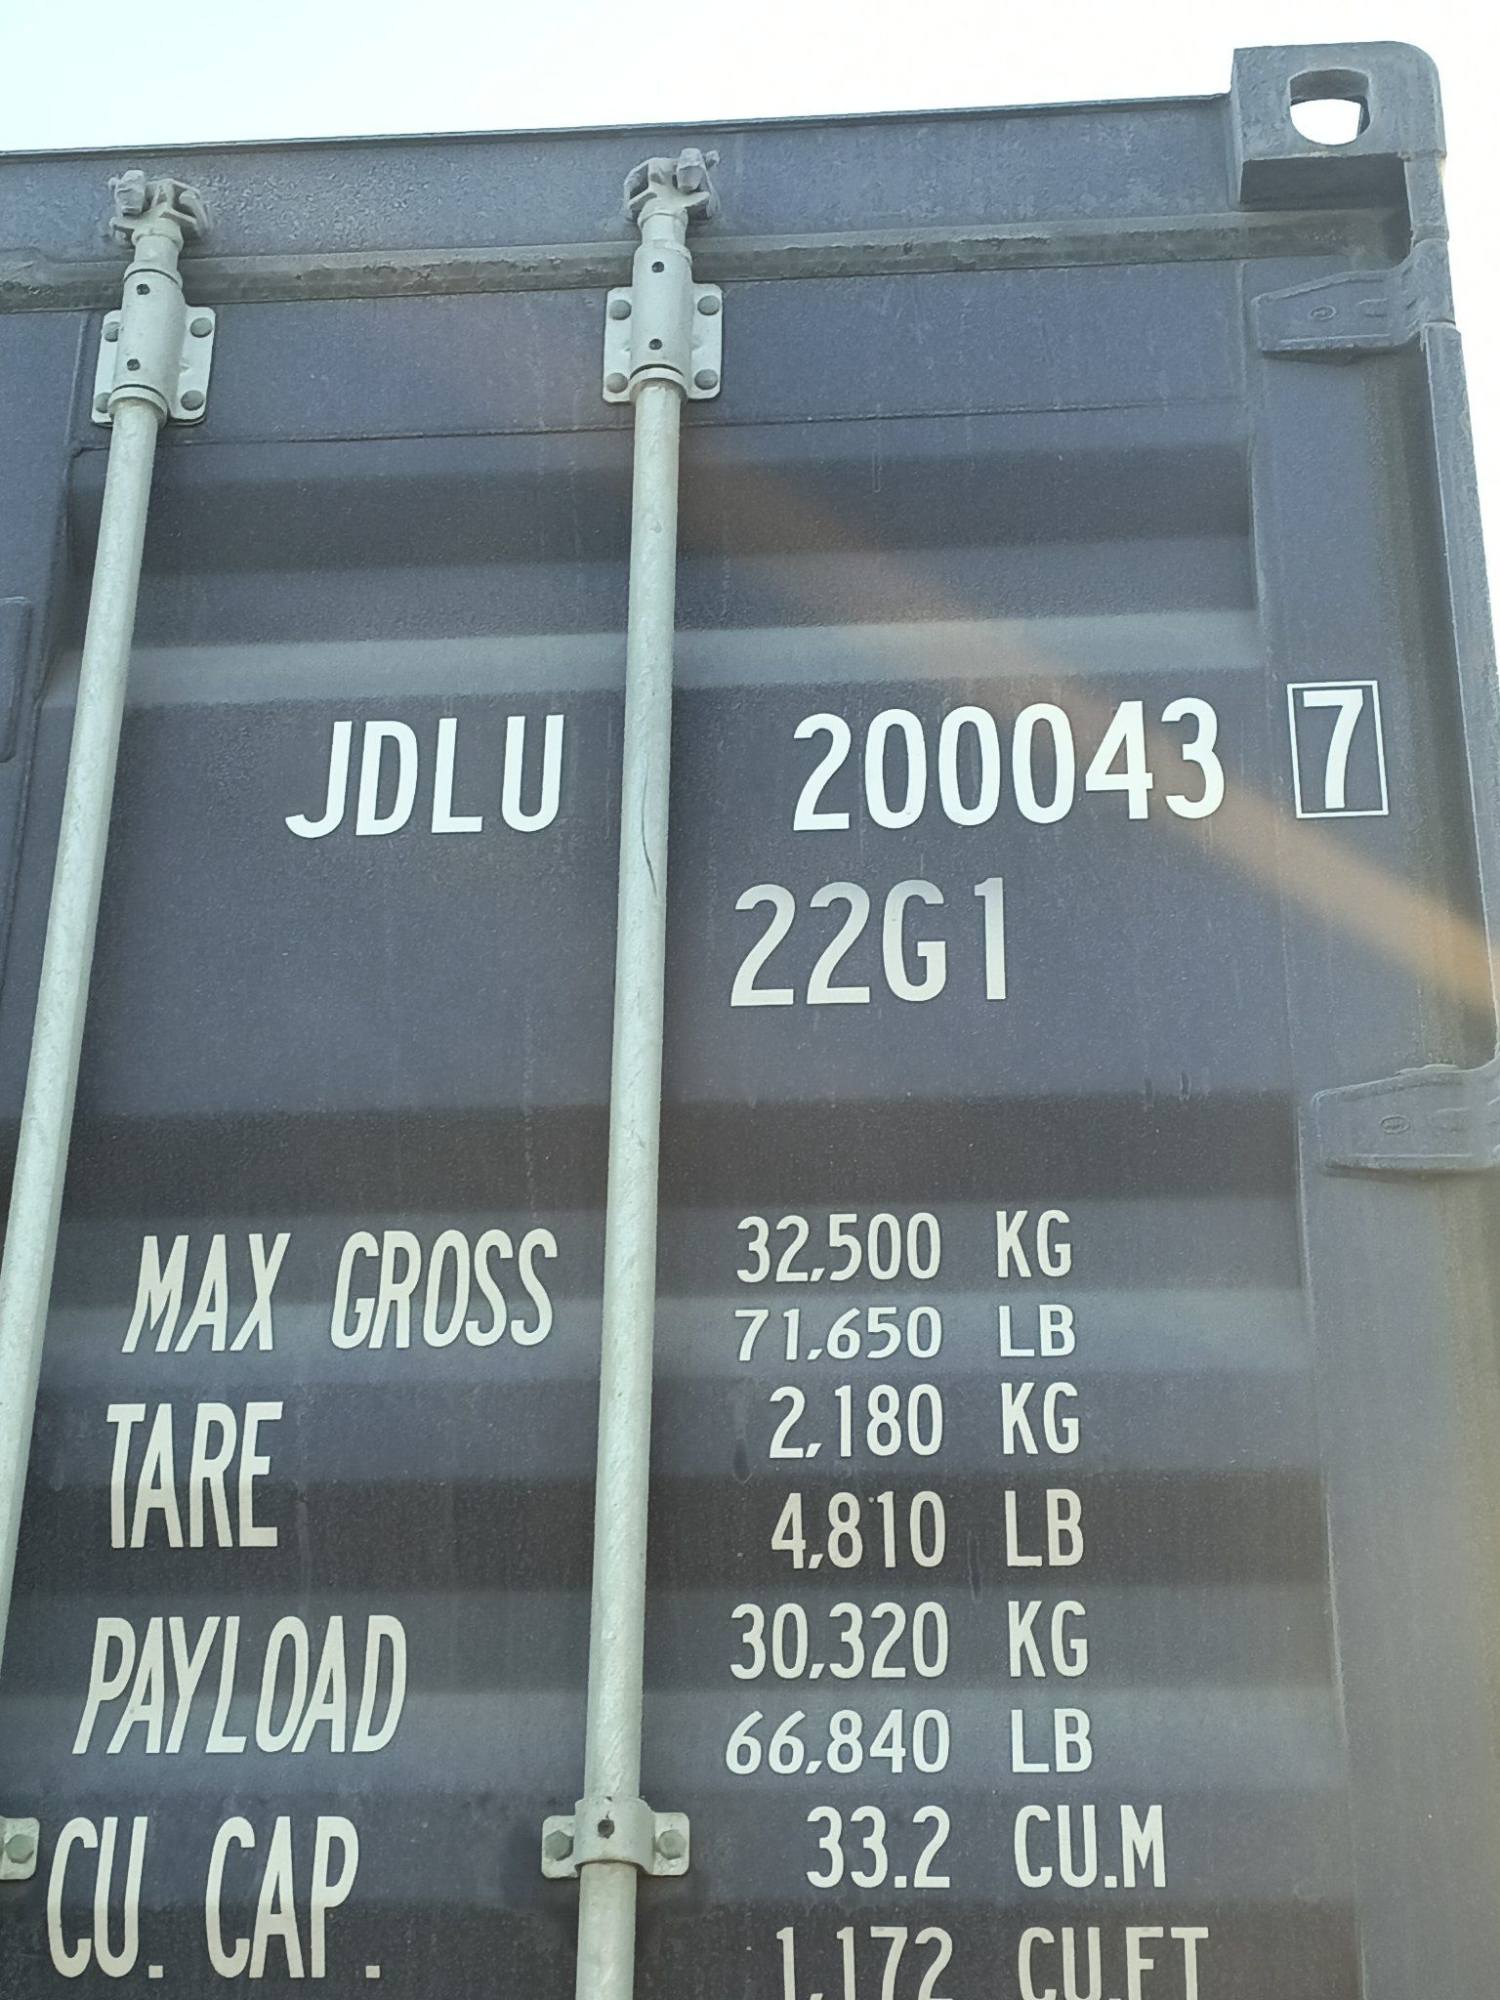 JDLU 200043 7
22G1
MAX GROSS 32,500 KG
71,650 LB
TARE 2,180 KG
4,810 LB
PAYLOAD 30,320 KG
66,840 LB
CU. CAP. 33.2 CU.M
1,172 CU.FT